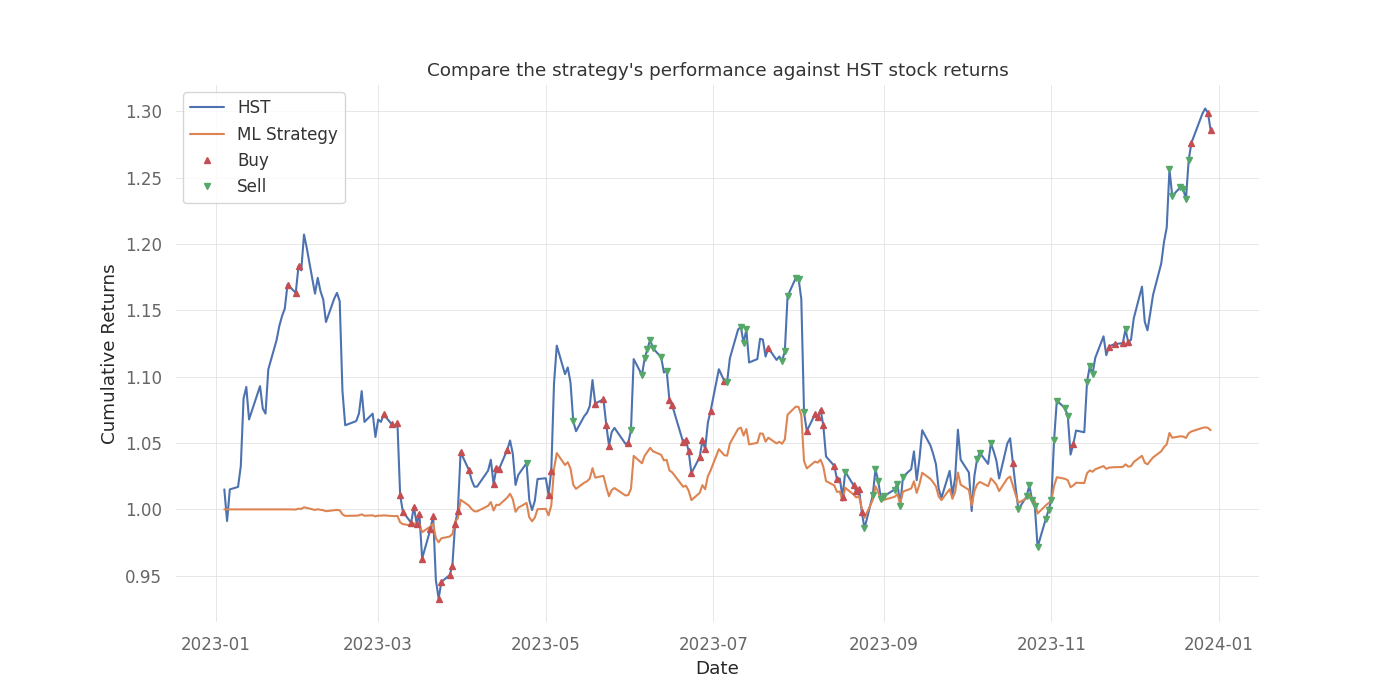 Compare the strategy's performance against HST stock returns
HST
ML Strategy
Buy
Sell
Cumulative Returns
1.30
1.25
1.20
1.15
1.10
1.05
1.00
0.95
2023-01
2023-03
2023-05
2023-07
2023-09
2023-11
2024-01
Date